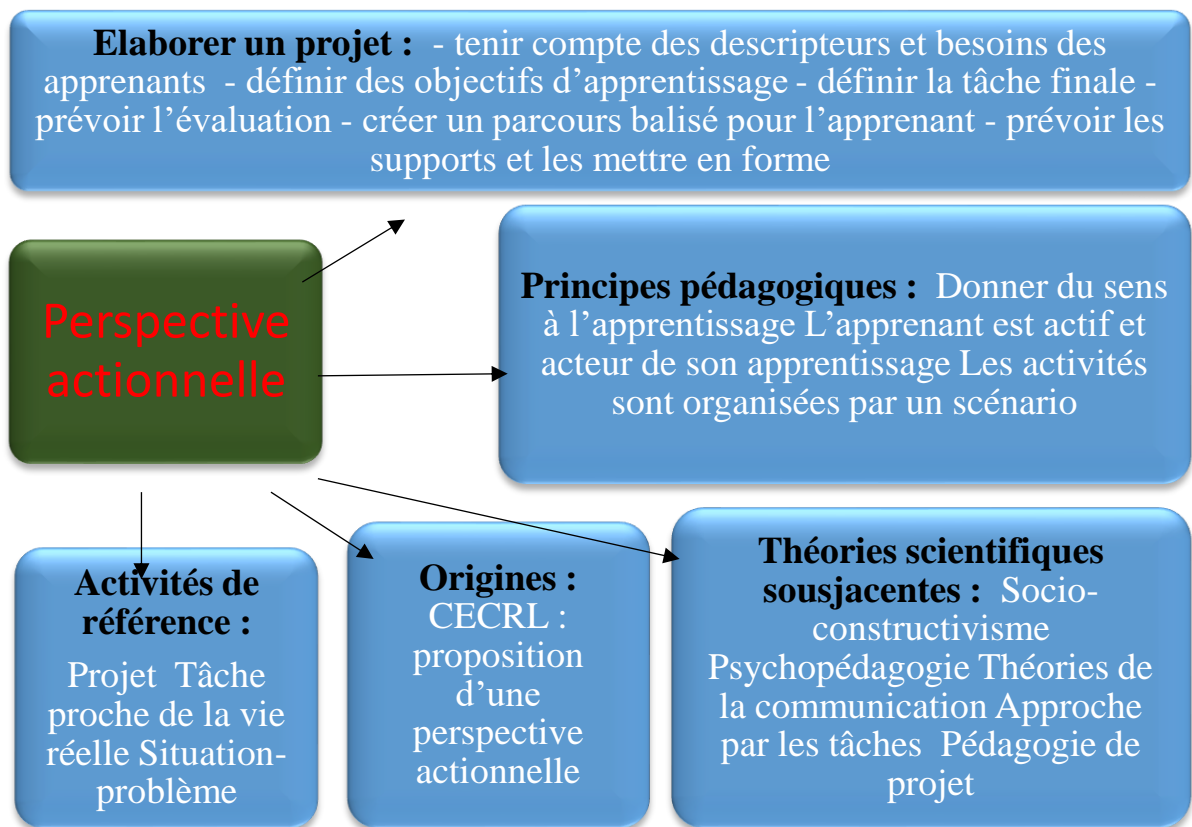 Elaborer un projet : - tenir compte des descripteurs et besoins des
apprenants - définir des objectifs d’apprentissage - définir la tâche finale -
prévoir l’évaluation - créer un parcours balisé pour l’apprenant - prévoir les
supports et les mettre en forme
Perspective
actionnelle
Principes pédagogiques : Donner du sens
à l’apprentissage L’apprenant est actif et
acteur de son apprentissage Les activités
sont organisées par un scénario
Activités de
référence :
Projet Tâche
proche de la vie
réelle Situation-
problème
Origines :
CECRL :
proposition
d’une
perspective
actionnelle
Théories scientifiques
sousjacentes : Socio-
constructivisme
Psychopédagogie Théories de
la communication Approche
par les tâches Pédagogie de
projet